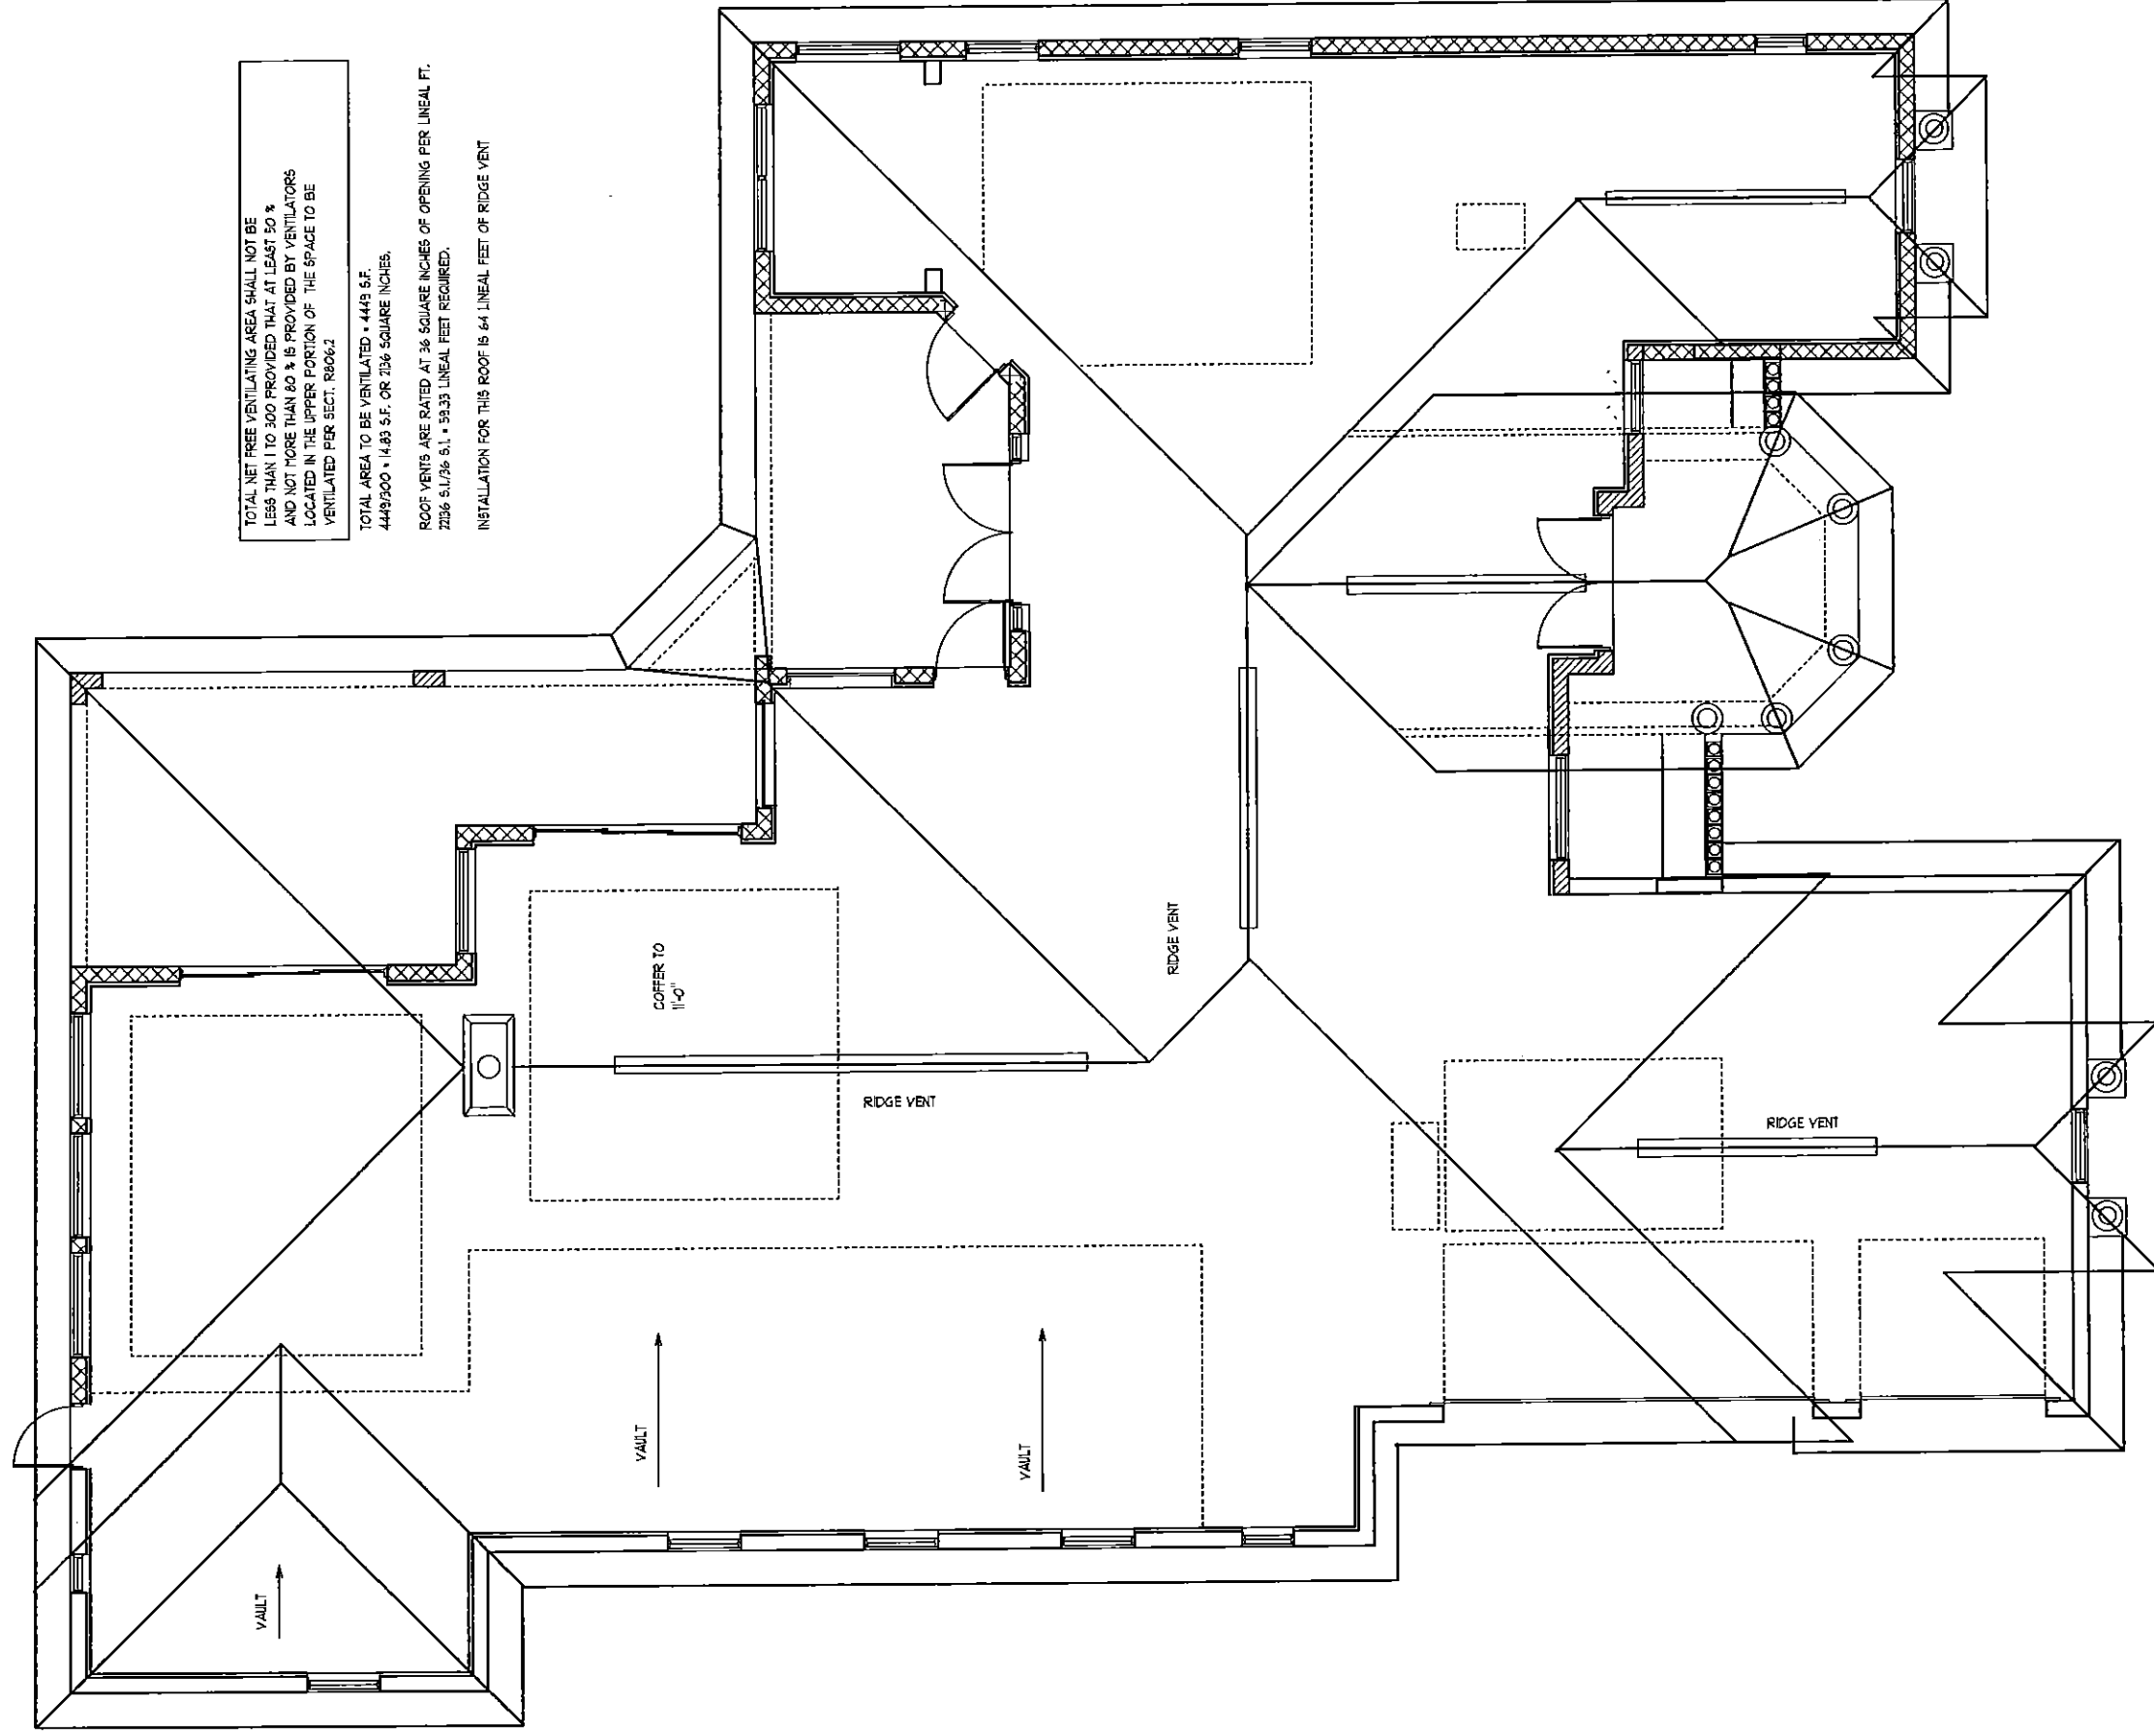 TOTAL NET FREE VENTILATING AREA SHALL NOT BE
LESS THAN 1 TO 300 PROVIDED THAT AT LEAST 50 %
AND NOT MORE THAN 80 % IS PROVIDED BY VENTILATORS
LOCATED IN THE UPPER PORTION OF THE SPACE TO BE
VENTILATED PER SECT. R806.2
TOTAL AREA TO BE VENTILATED = 4449 S.F.
4449/300 = 14.83 S.F. OR 2136 SQUARE INCHES.
ROOF VENTS ARE RATED AT 36 SQUARE INCHES OF OPENING PER LINEAL FT.
22136 S.I./36 S.I. = 59.33 LINEAL FEET REQUIRED.
INSTALLATION FOR THIS ROOF IS 64 LINEAL FEET OF RIDGE VENT
COFFER TO
11'-0"
RIDGE VENT
RIDGE VENT
RIDGE VENT
VAULT
VAULT
VAULT